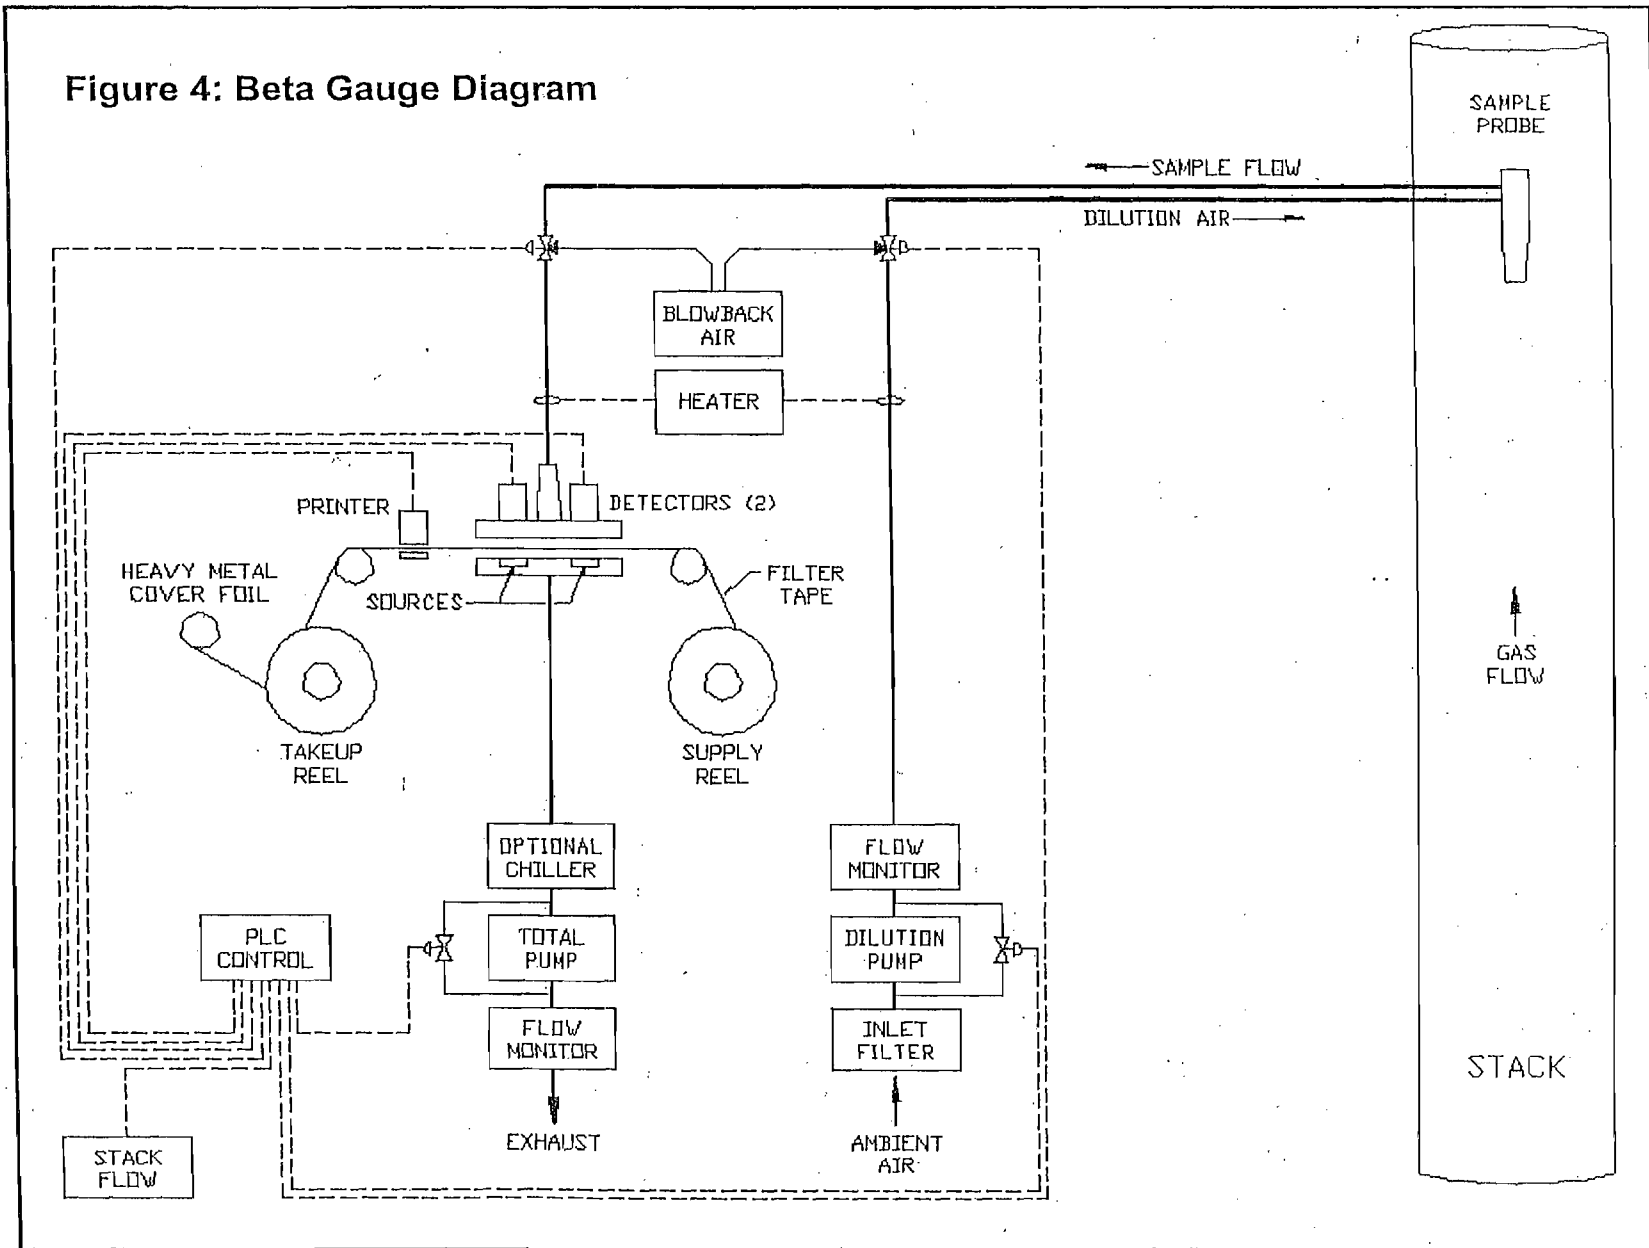 Figure 4: Beta Gauge Diagram
SAMPLE
PROBE
SAMPLE FLOW
DILUTION AIR
BLOWBACK
AIR
HEATER
PRINTER
DETECTORS (2)
HEAVY METAL
COVER FOIL
SOURCES
FILTER
TAPE
GAS
FLOW
TAKEUP
REEL
SUPPLY
REEL
OPTIONAL
CHILLER
FLOW
MONITOR
PLC
CONTROL
TOTAL
PUMP
DILUTION
PUMP
FLOW
MONITOR
INLET
FILTER
STACK
EXHAUST
AMBIENT
AIR
STACK
FLOW